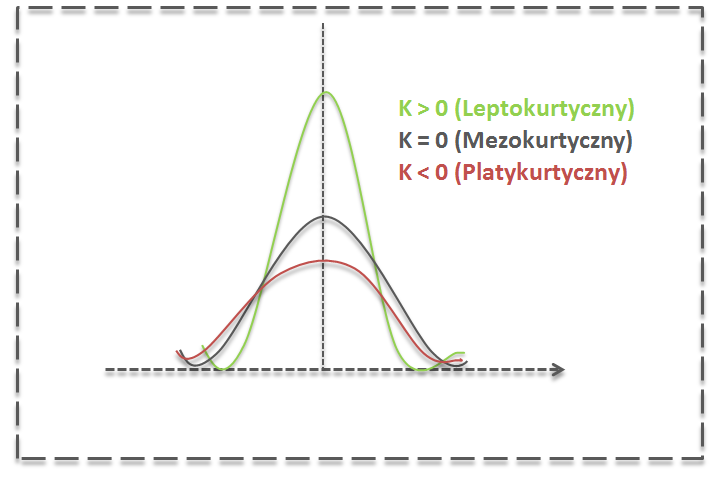 K > 0 (Leptokurtyczny)
K = 0 (Mezokurtyczny)
K < 0 (Platykurtyczny)